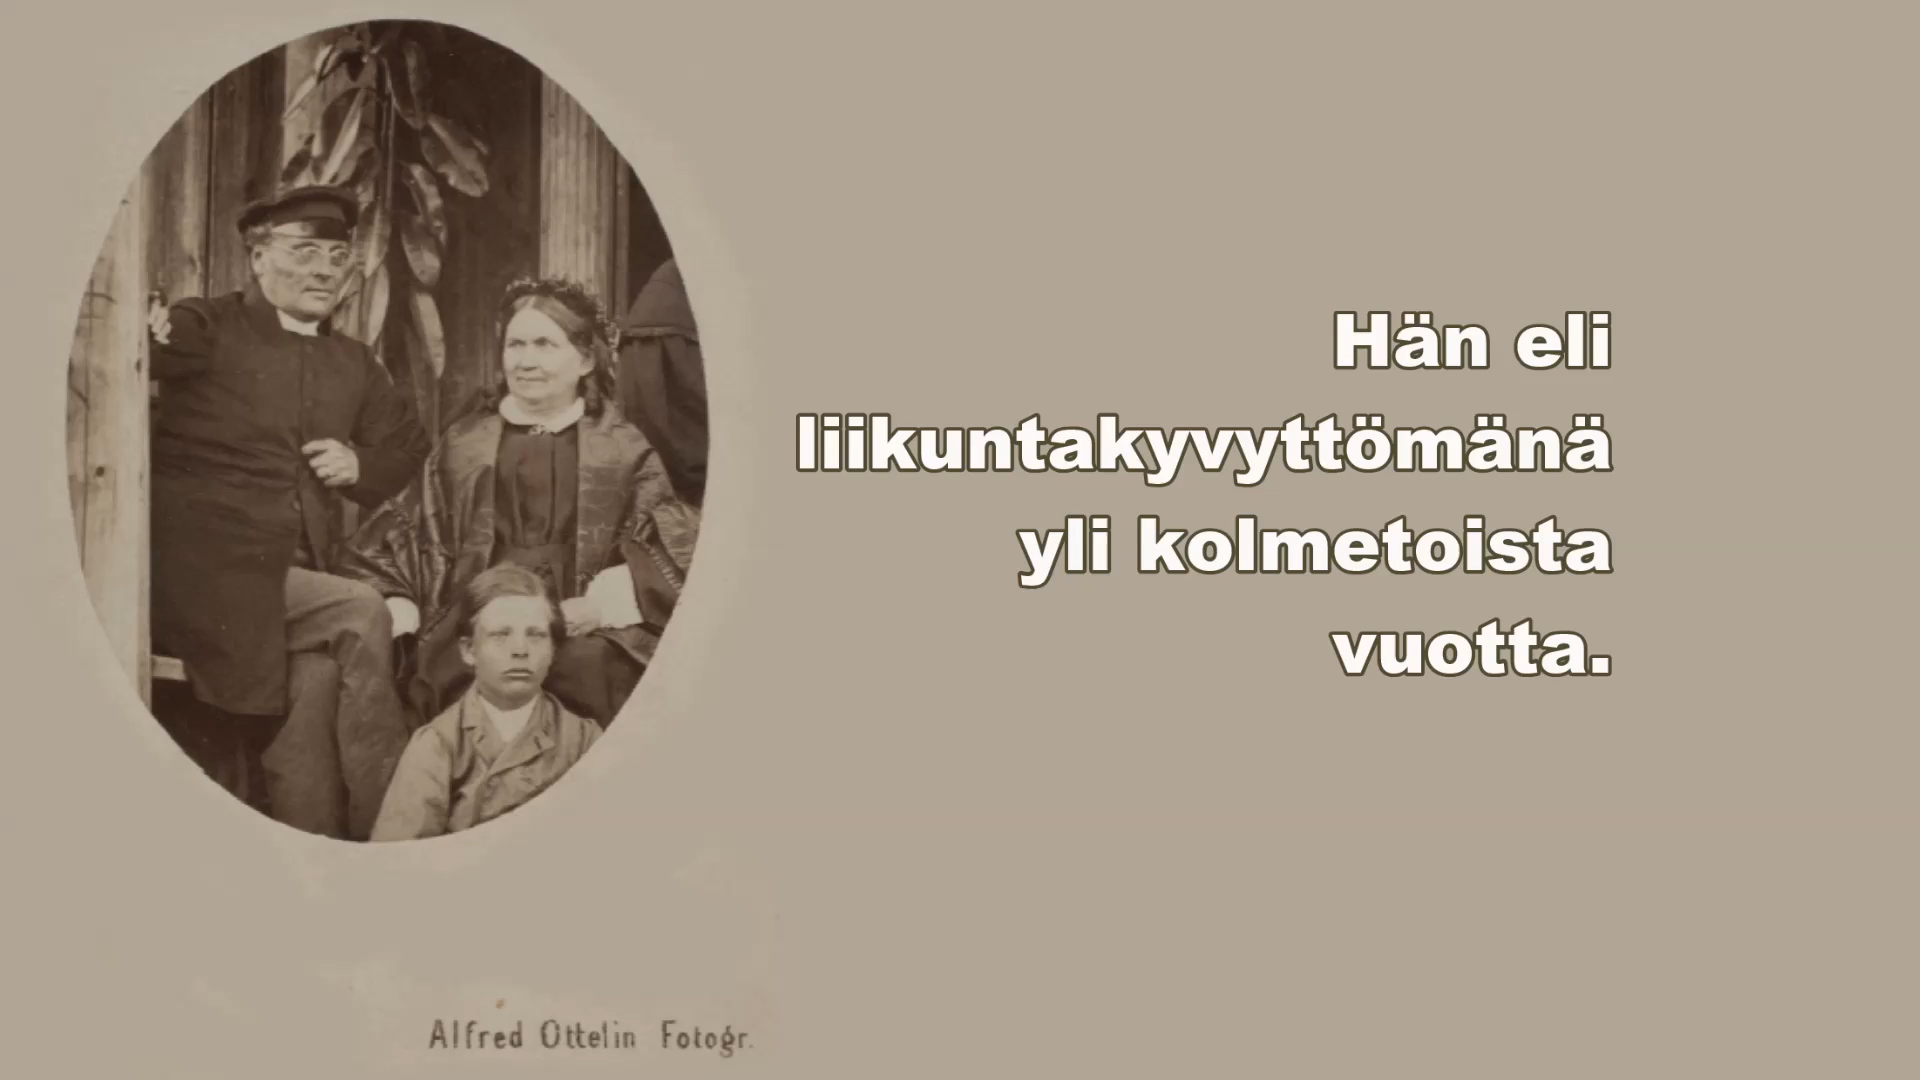 Hän eli
liikuntakyvyttömänä
yli kolmetoista
vuotta.
Alfred Ottelin Fotogr.